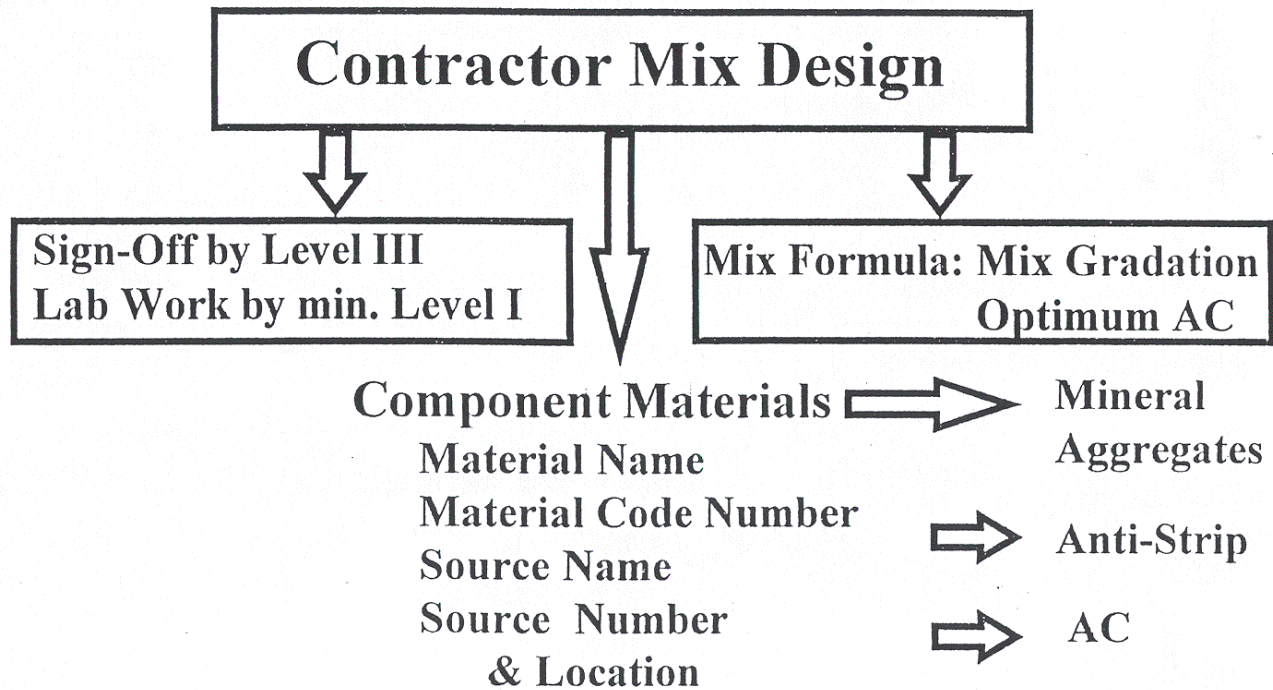 Contractor Mix Design
Sign-Off by Level III
Lab Work by min. Level I
Mix Formula: Mix Gradation
Optimum AC
Component Materials
Material Name
Material Code Number
Source Name
Source Number
& Location
Mineral
Aggregates
Anti-Strip
AC